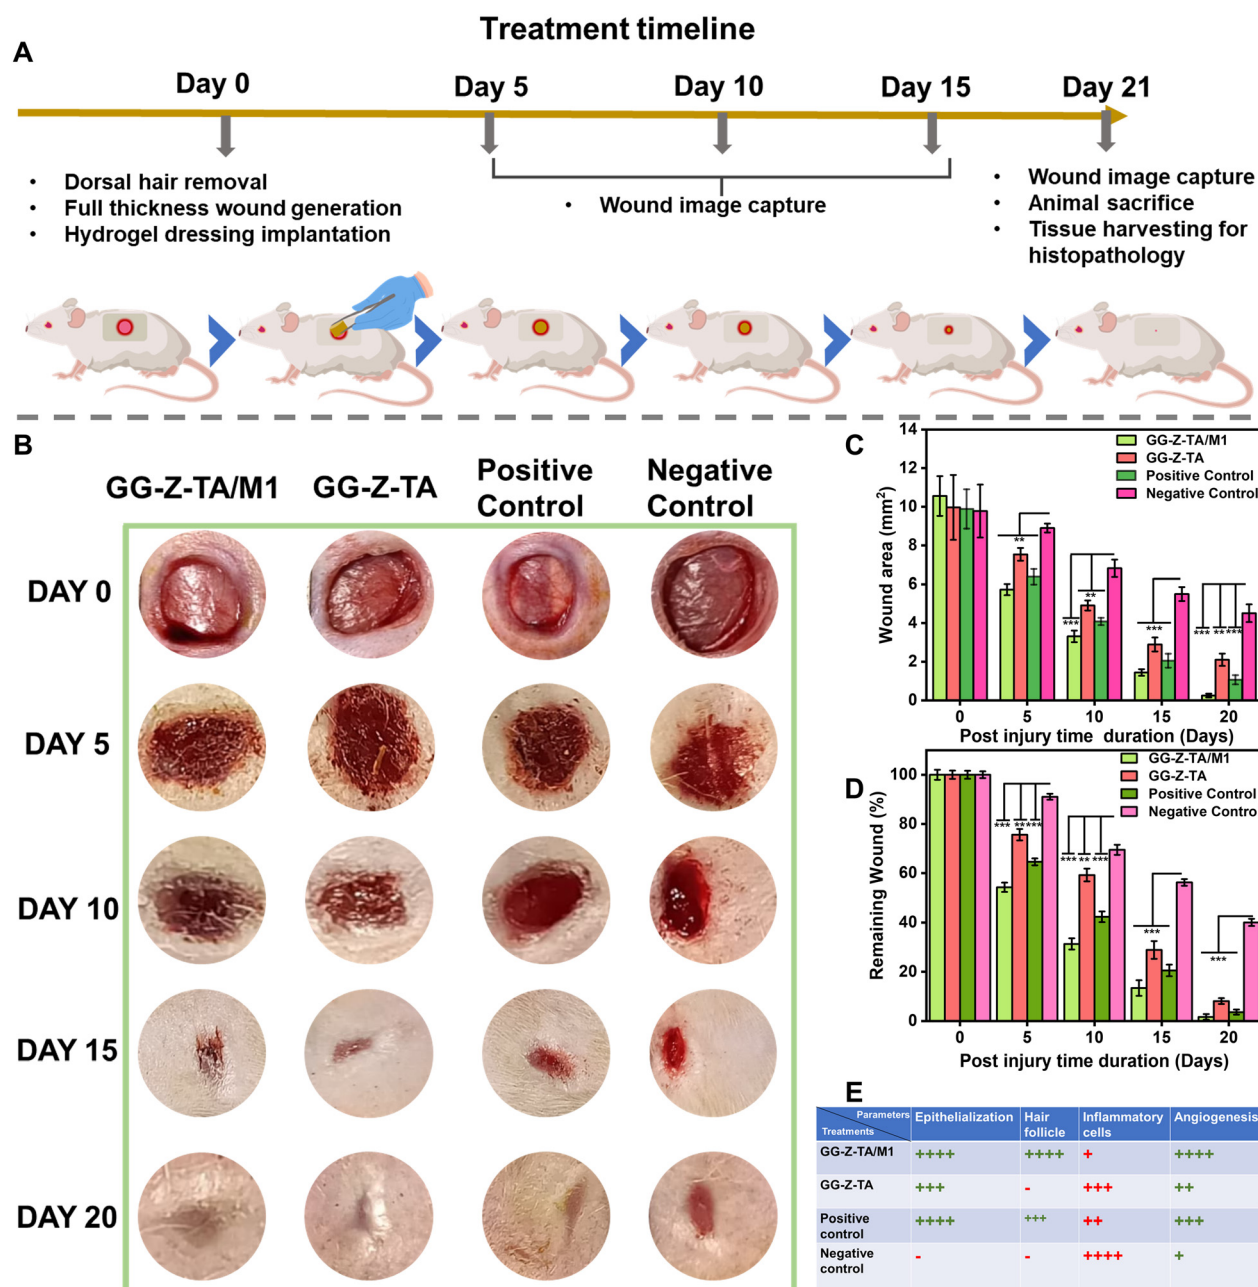 Treatment timeline
A
Day 0
Day 5
Day 10
Day 15
Day 21
• Dorsal hair removal
• Full thickness wound generation
• Hydrogel dressing implantation
• Wound image capture
• Wound image capture
• Animal sacrifice
• Tissue harvesting for
histopathology
B
GG-Z-TA/M1
GG-Z-TA
Positive
Control
Negative
Control
DAY 0
DAY 5
DAY 10
DAY 15
DAY 20
C
Wound area (mm²)
14
12
10
8
6
4
2
0
GG-Z-TA/M1
GG-Z-TA
Positive Control
Negative Control
**
***
**
***
***
**
***
0 5 10 15 20
Post injury time duration (Days)
D
Remaining Wound (%)
100
80
60
40
20
0
GG-Z-TA/M1
GG-Z-TA
Positive Control
Negative Control
***
**
***
***
**
***
***
***
0 5 10 15 20
Post injury time duration (Days)
E
Parameters
Treatments
Epithelialization
Hair
follicle
Inflammatory
cells
Angiogenesis
GG-Z-TA/M1 ++++ ++++ + ++++
GG-Z-TA +++ - +++ ++
Positive
control ++++ +++ ++ +++
Negative
control - - ++++ +